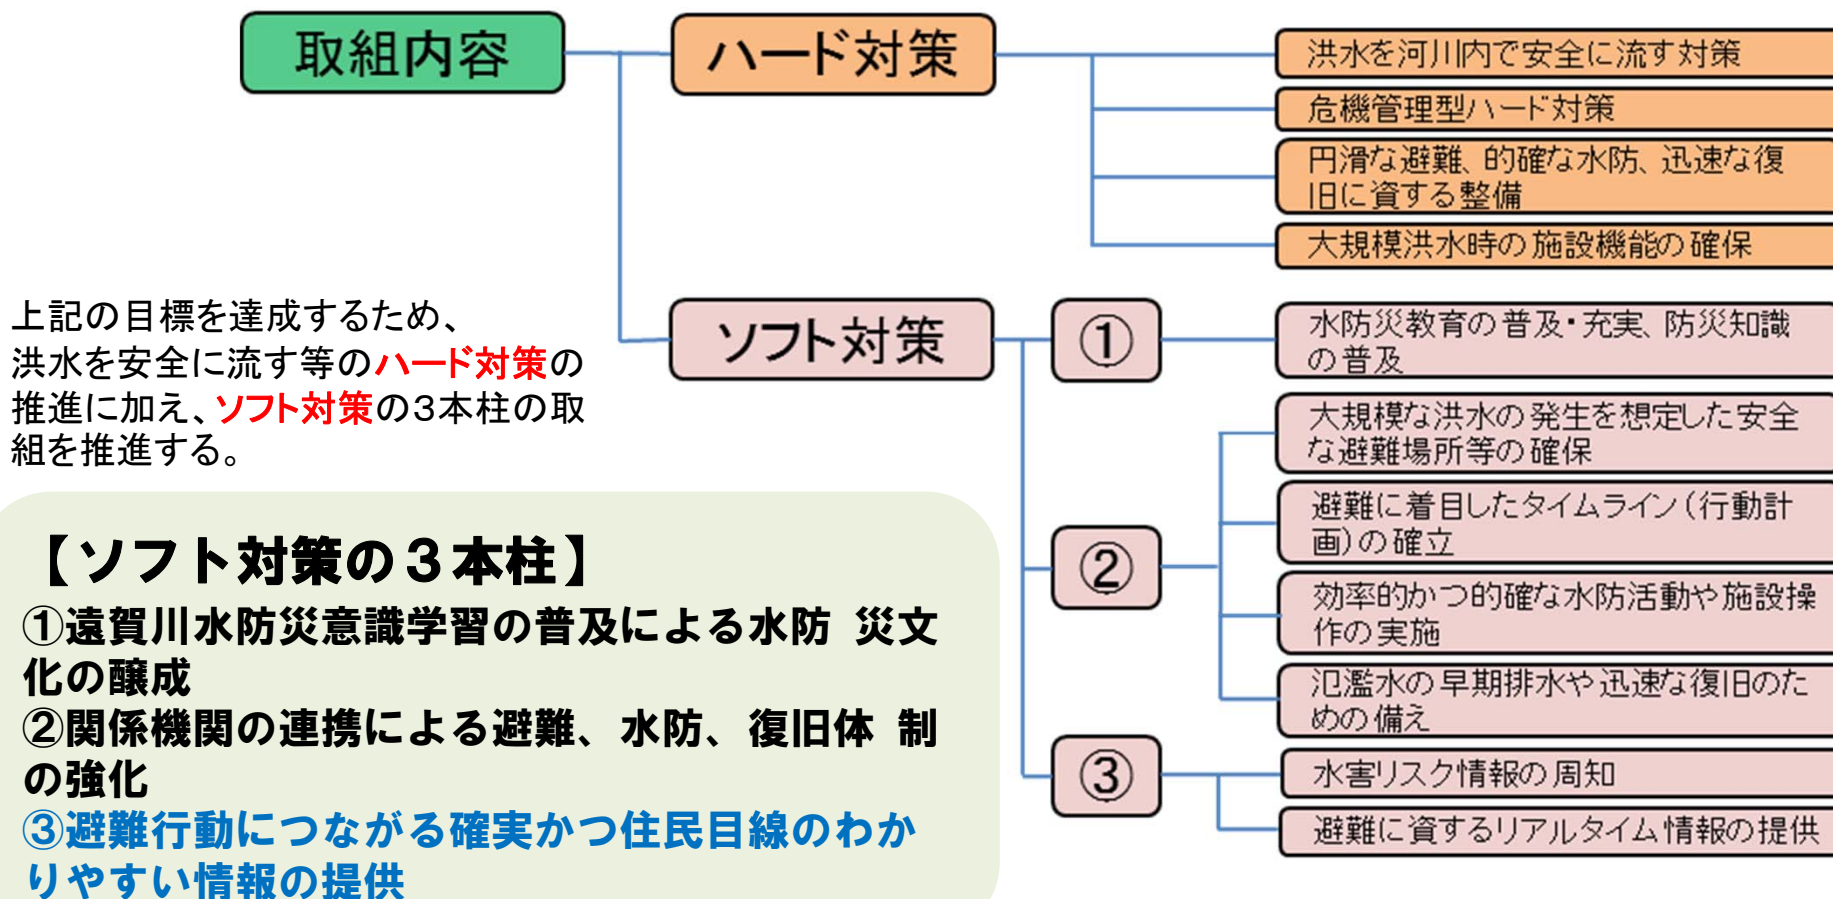 取組内容
ハード対策
洪水を河川内で安全に流す対策
危機管理型ハード対策
円滑な避難、的確な水防、迅速な復
旧に資する整備
大規模洪水時の施設機能の確保
上記の目標を達成するため、
洪水を安全に流す等のハード対策の
推進に加え、ソフト対策の3本柱の取
組を推進する。
ソフト対策
①
水防災教育の普及・充実、防災知識
の普及
②
大規模な洪水の発生を想定した安全
な避難場所等の確保
避難に着目したタイムライン(行動計
画)の確立
効率的かつ的確な水防活動や施設操
作の実施
氾濫水の早期排水や迅速な復旧のた
めの備え
③
水害リスク情報の周知
避難に資するリアルタイム情報の提供
【ソフト対策の3本柱】
①遠賀川水防災意識学習の普及による水防 災文
化の醸成
②関係機関の連携による避難、水防、復旧体 制
の強化
③避難行動につながる確実かつ住民目線のわか
りやすい情報の提供